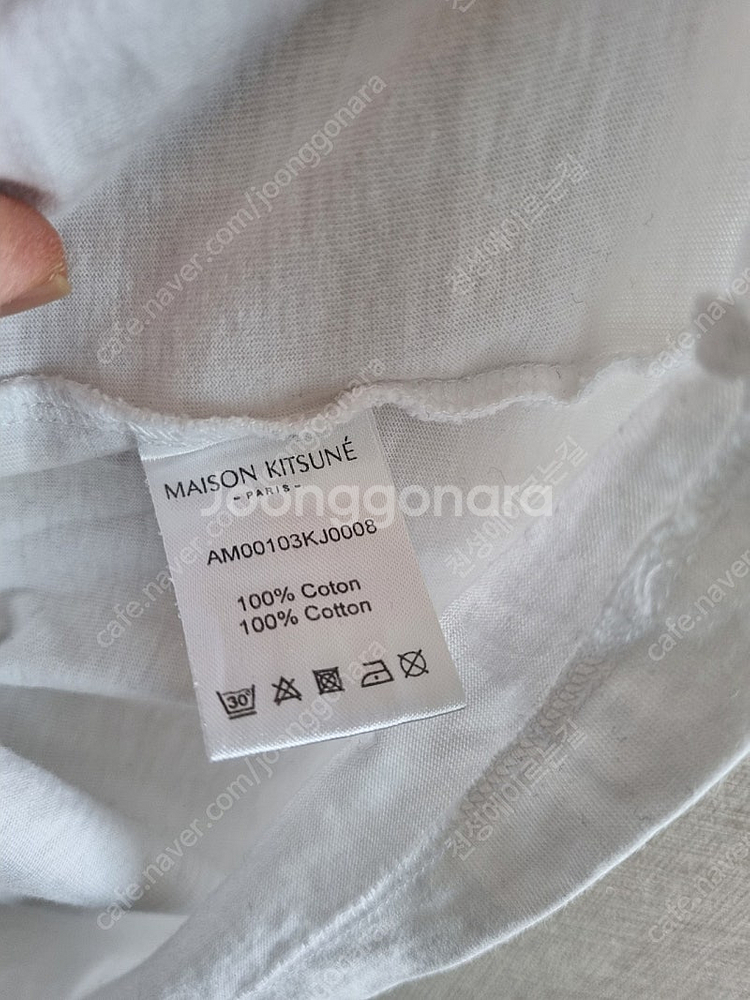 MAISON KITSUNÉ
- PARIS -
Joonggonara
AM00103KJ0008
100% Coton
100% Cotton
30°
cafe.naver.com/joonggonara